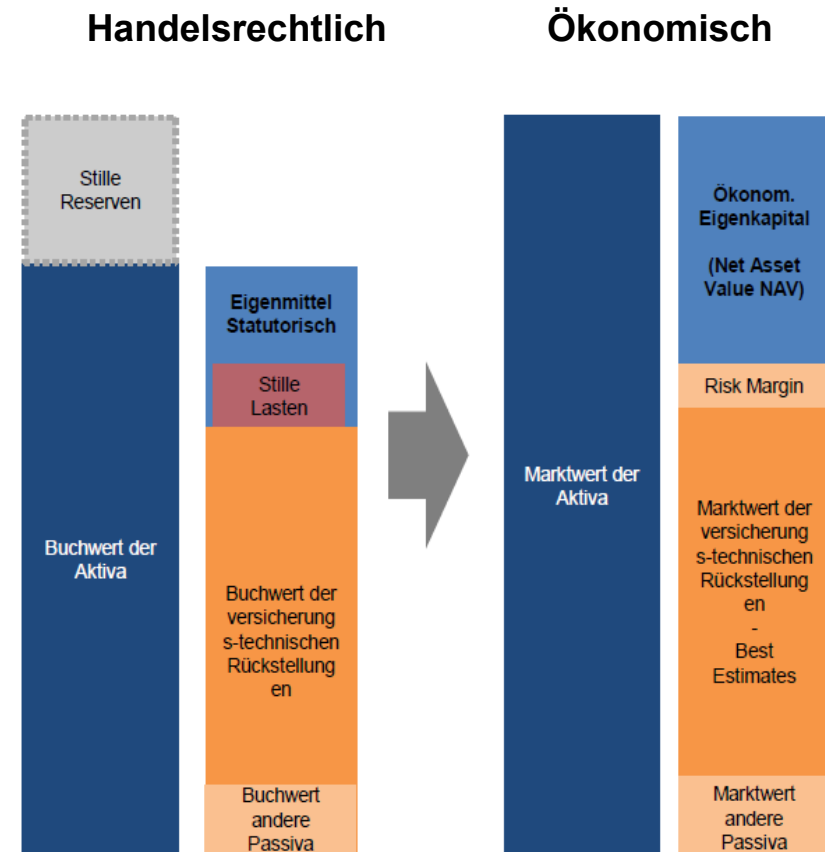 Handelsrechtlich
Ökonomisch
Stille
Reserven
Buchwert der
Aktiva
Eigenmittel
Statutorisch
Stille
Lasten
Buchwert der
versicherung
s-technischen
Rückstellung
en
Buchwert
andere
Passiva
Marktwert der
Aktiva
Ökonom.
Eigenkapital
(Net Asset
Value NAV)
Risk Margin
Marktwert der
versicherung
s-technischen
Rückstellung
en
-
Best
Estimates
Marktwert
andere
Passiva